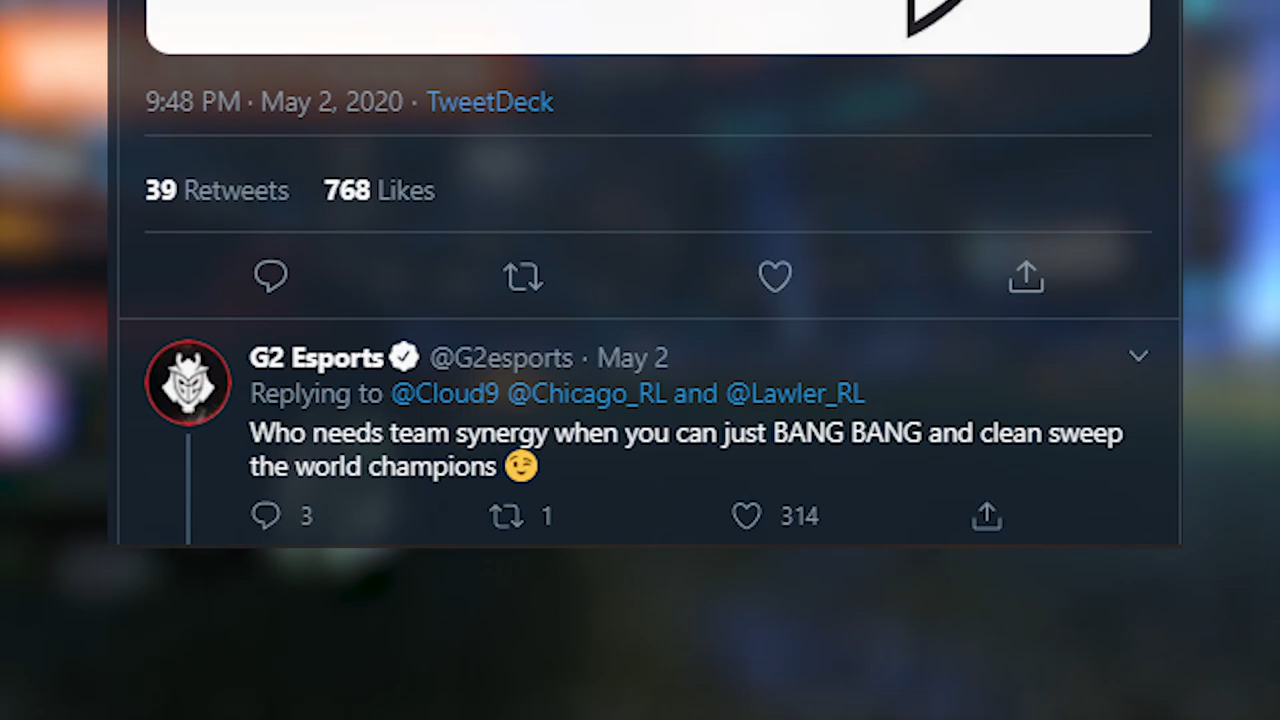 9:48 PM · May 2, 2020 · TweetDeck
39 Retweets 768 Likes
G2 Esports @G2esports · May 2
Replying to @Cloud9 @Chicago_RL and @Lawler_RL
Who needs team synergy when you can just BANG BANG and clean sweep
the world champions 😉
3 1 314